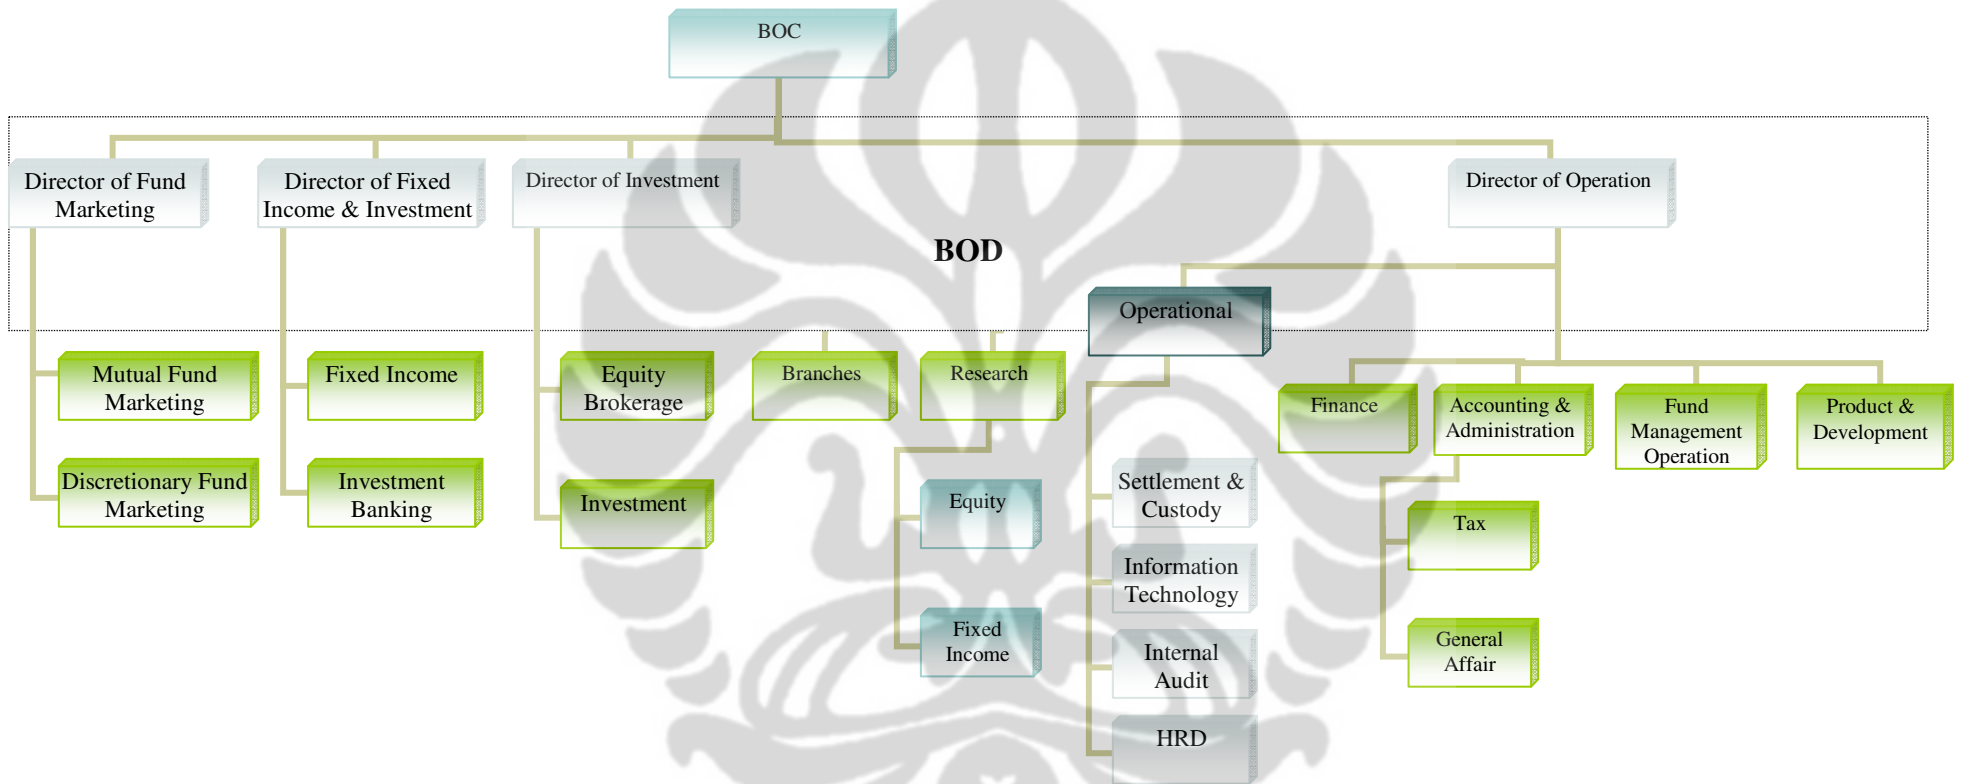 BOC
Director of Fund
Marketing
Director of Fixed
Income & Investment
Director of Investment
Director of Operation
BOD
Operational
Mutual Fund
Marketing
Fixed Income
Equity
Brokerage
Branches
Research
Finance
Accounting &
Administration
Fund
Management
Operation
Product &
Development
Discretionary Fund
Marketing
Investment
Banking
Investment
Equity
Settlement &
Custody
Tax
Information
Technology
Fixed
Income
Internal
Audit
General
Affair
HRD